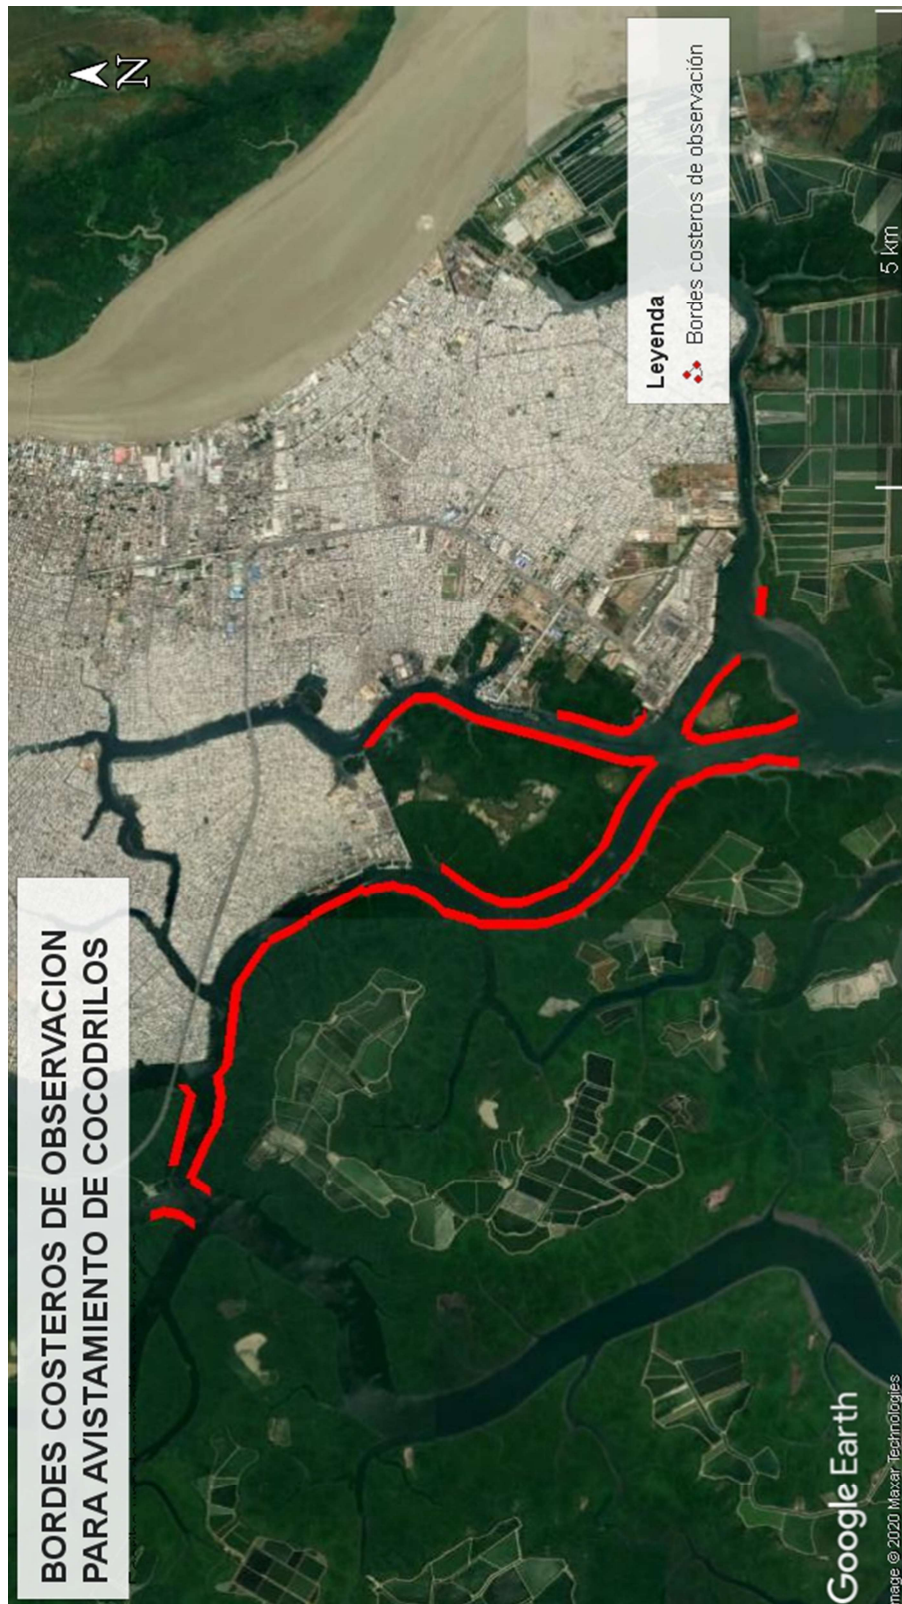 BORDES COSTEROS DE OBSERVACION
PARA AVISTAMIENTO DE COCODRILOS
N
Leyenda
Bordes costeros de observación
5 km
Google Earth
mage © 2020 Maxar Technologies